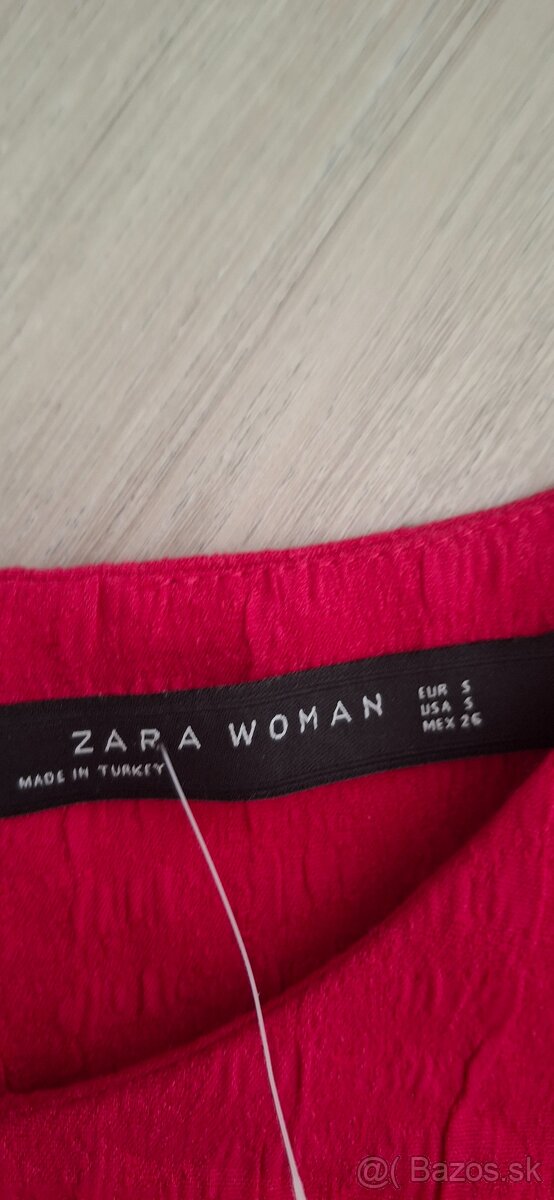 ZARA WOMAN
MADE IN TURKEY
EUR S
USA S
MEX 26
@( Bazos.sk